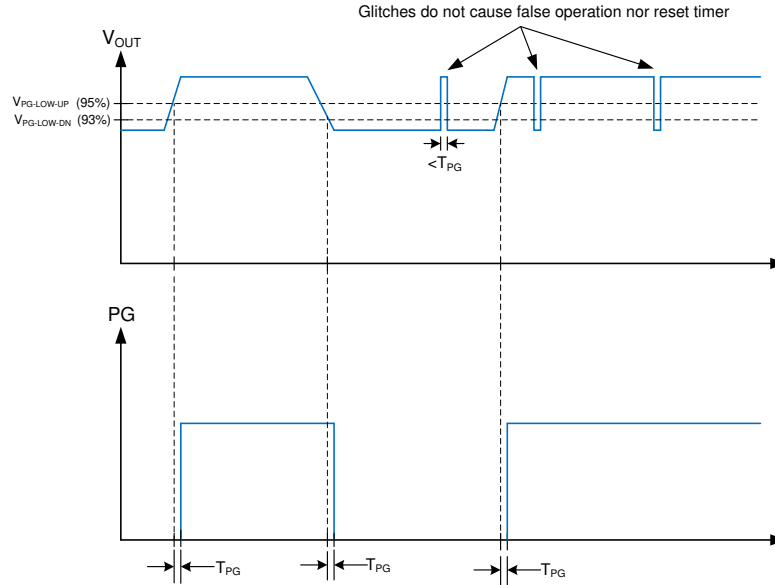 Glitches do not cause false operation nor reset timer
VOUT
VPG-LOW-UP (95%)
VPG-LOW-DN (93%)
<TPG
PG
TPG
TPG
TPG